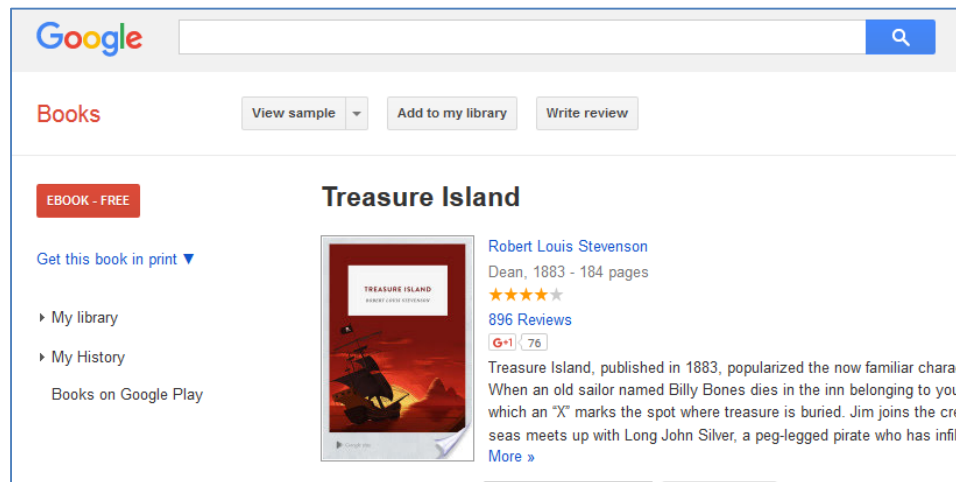 Google
Books
View sample
Add to my library
Write review
EBOOK - FREE
Treasure Island
Get this book in print ▼
My library
My History
Books on Google Play
TREASURE ISLAND
ROBERT LOUIS STEVENSON
Robert Louis Stevenson
Dean, 1883 - 184 pages
896 Reviews
G+1 76
Treasure Island, published in 1883, popularized the now familiar chara
When an old sailor named Billy Bones dies in the inn belonging to you
which an “X” marks the spot where treasure is buried. Jim joins the cre
seas meets up with Long John Silver, a peg-legged pirate who has infil
More »